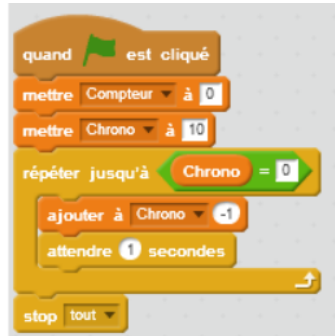 quand est cliqué
mettre Compteur à 0
mettre Chrono à 10
répéter jusqu'à Chrono = 0
ajouter à Chrono -1
attendre 1 secondes
stop tout